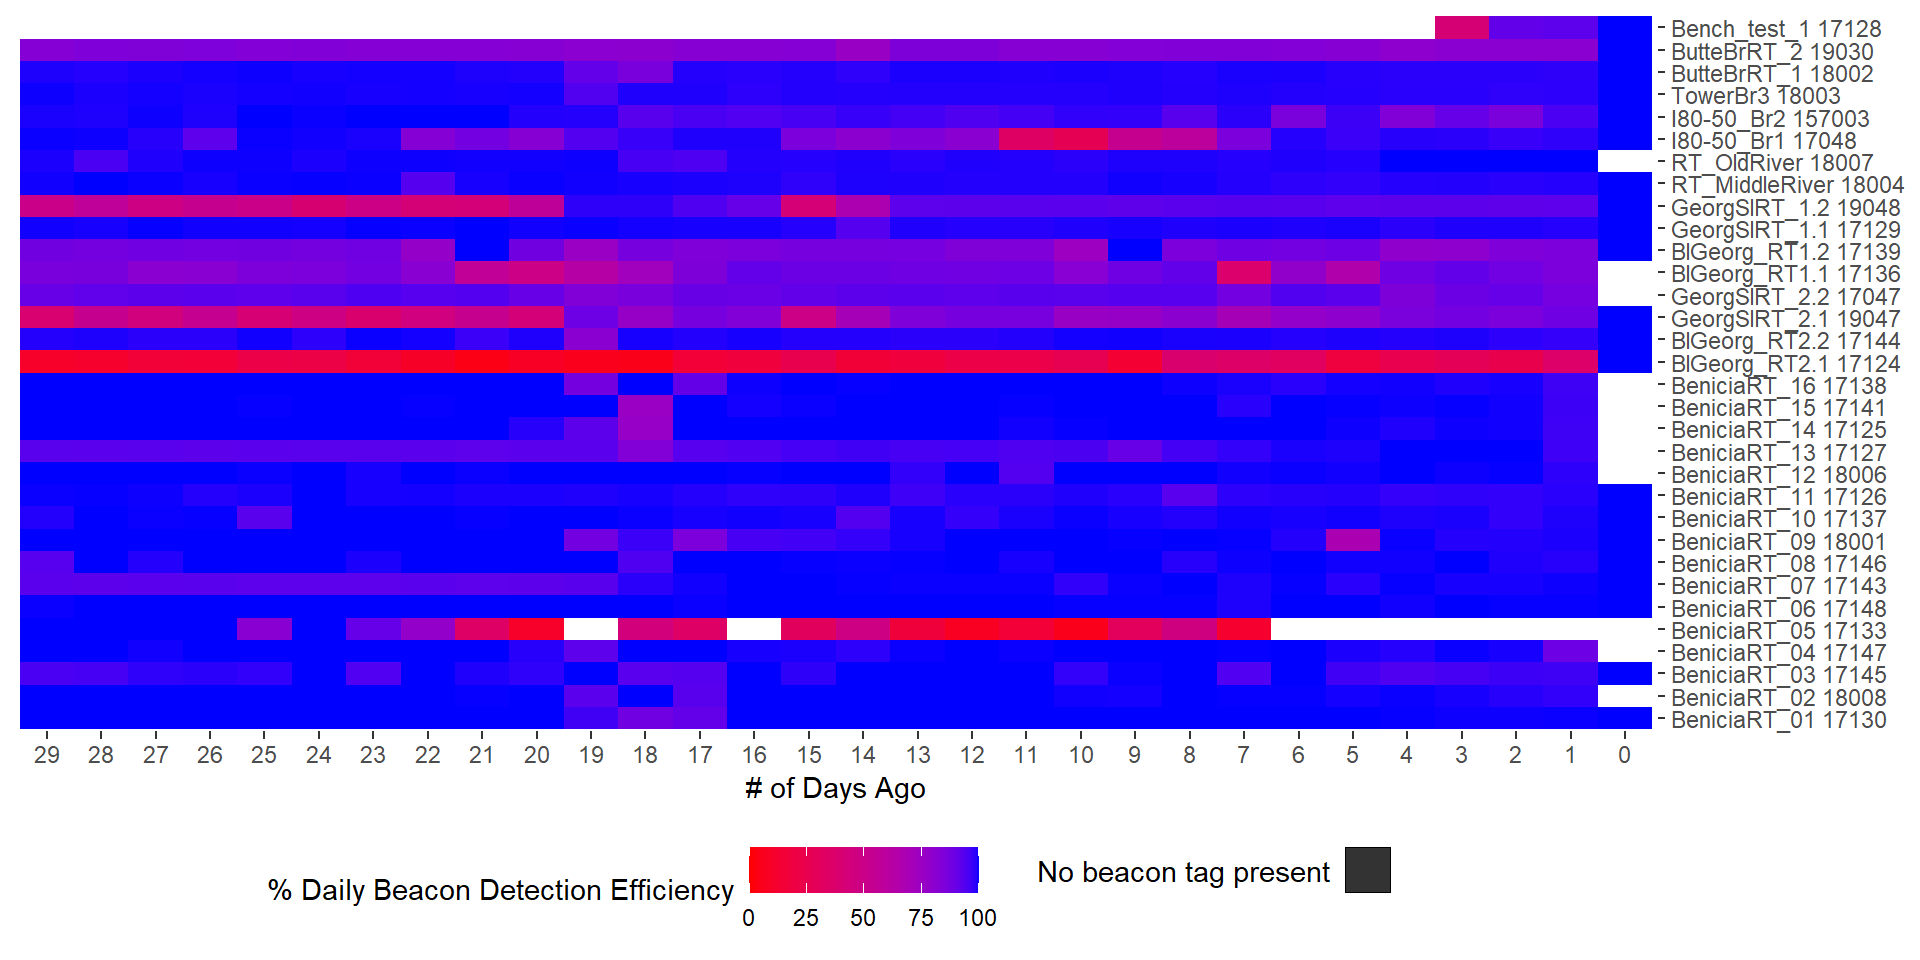 Bench_test_1 17128
ButteBrRT_2 19030
ButteBrRT_1 18002
TowerBr3 18003
I80-50_Br2 157003
I80-50_Br1 17048
RT_OldRiver 18007
RT_MiddleRiver 18004
GeorgSlRT_1.2 19048
GeorgSlRT_1.1 17129
BlGeorg_RT1.2 17139
BlGeorg_RT1.1 17136
GeorgSlRT_2.2 17047
GeorgSlRT_2.1 19047
BlGeorg_RT2.2 17144
BlGeorg_RT2.1 17124
BeniciaRT_16 17138
BeniciaRT_15 17141
BeniciaRT_14 17125
BeniciaRT_13 17127
BeniciaRT_12 18006
BeniciaRT_11 17126
BeniciaRT_10 17137
BeniciaRT_09 18001
BeniciaRT_08 17146
BeniciaRT_07 17143
BeniciaRT_06 17148
BeniciaRT_05 17133
BeniciaRT_04 17147
BeniciaRT_03 17145
BeniciaRT_02 18008
BeniciaRT_01 17130
29 28 27 26 25 24 23 22 21 20 19 18 17 16 15 14 13 12 11 10 9 8 7 6 5 4 3 2 1 0
# of Days Ago
% Daily Beacon Detection Efficiency
0 25 50 75 100
No beacon tag present